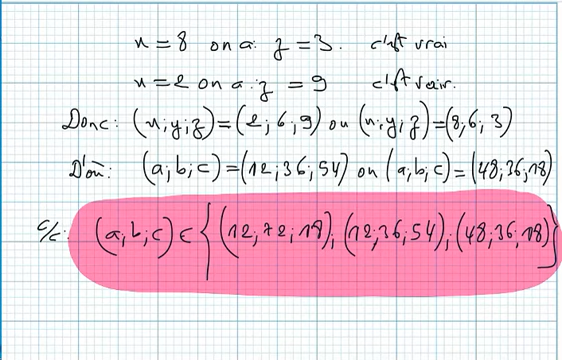 x = 8 on a: z = 3. c'est vrai
x = 2 on a: z = 9 c'est vrai.
Donc: (x; y; z) = (2; 6; 9) ou (x; y; z) = (8; 6; 3)
D'où: (a; b; c) = (12; 36; 54) ou (a; b; c) = (48; 36; 18)
C/c: (a; b; c) ∈ {(12; 72; 18); (12; 36; 54); (48; 36; 18)}